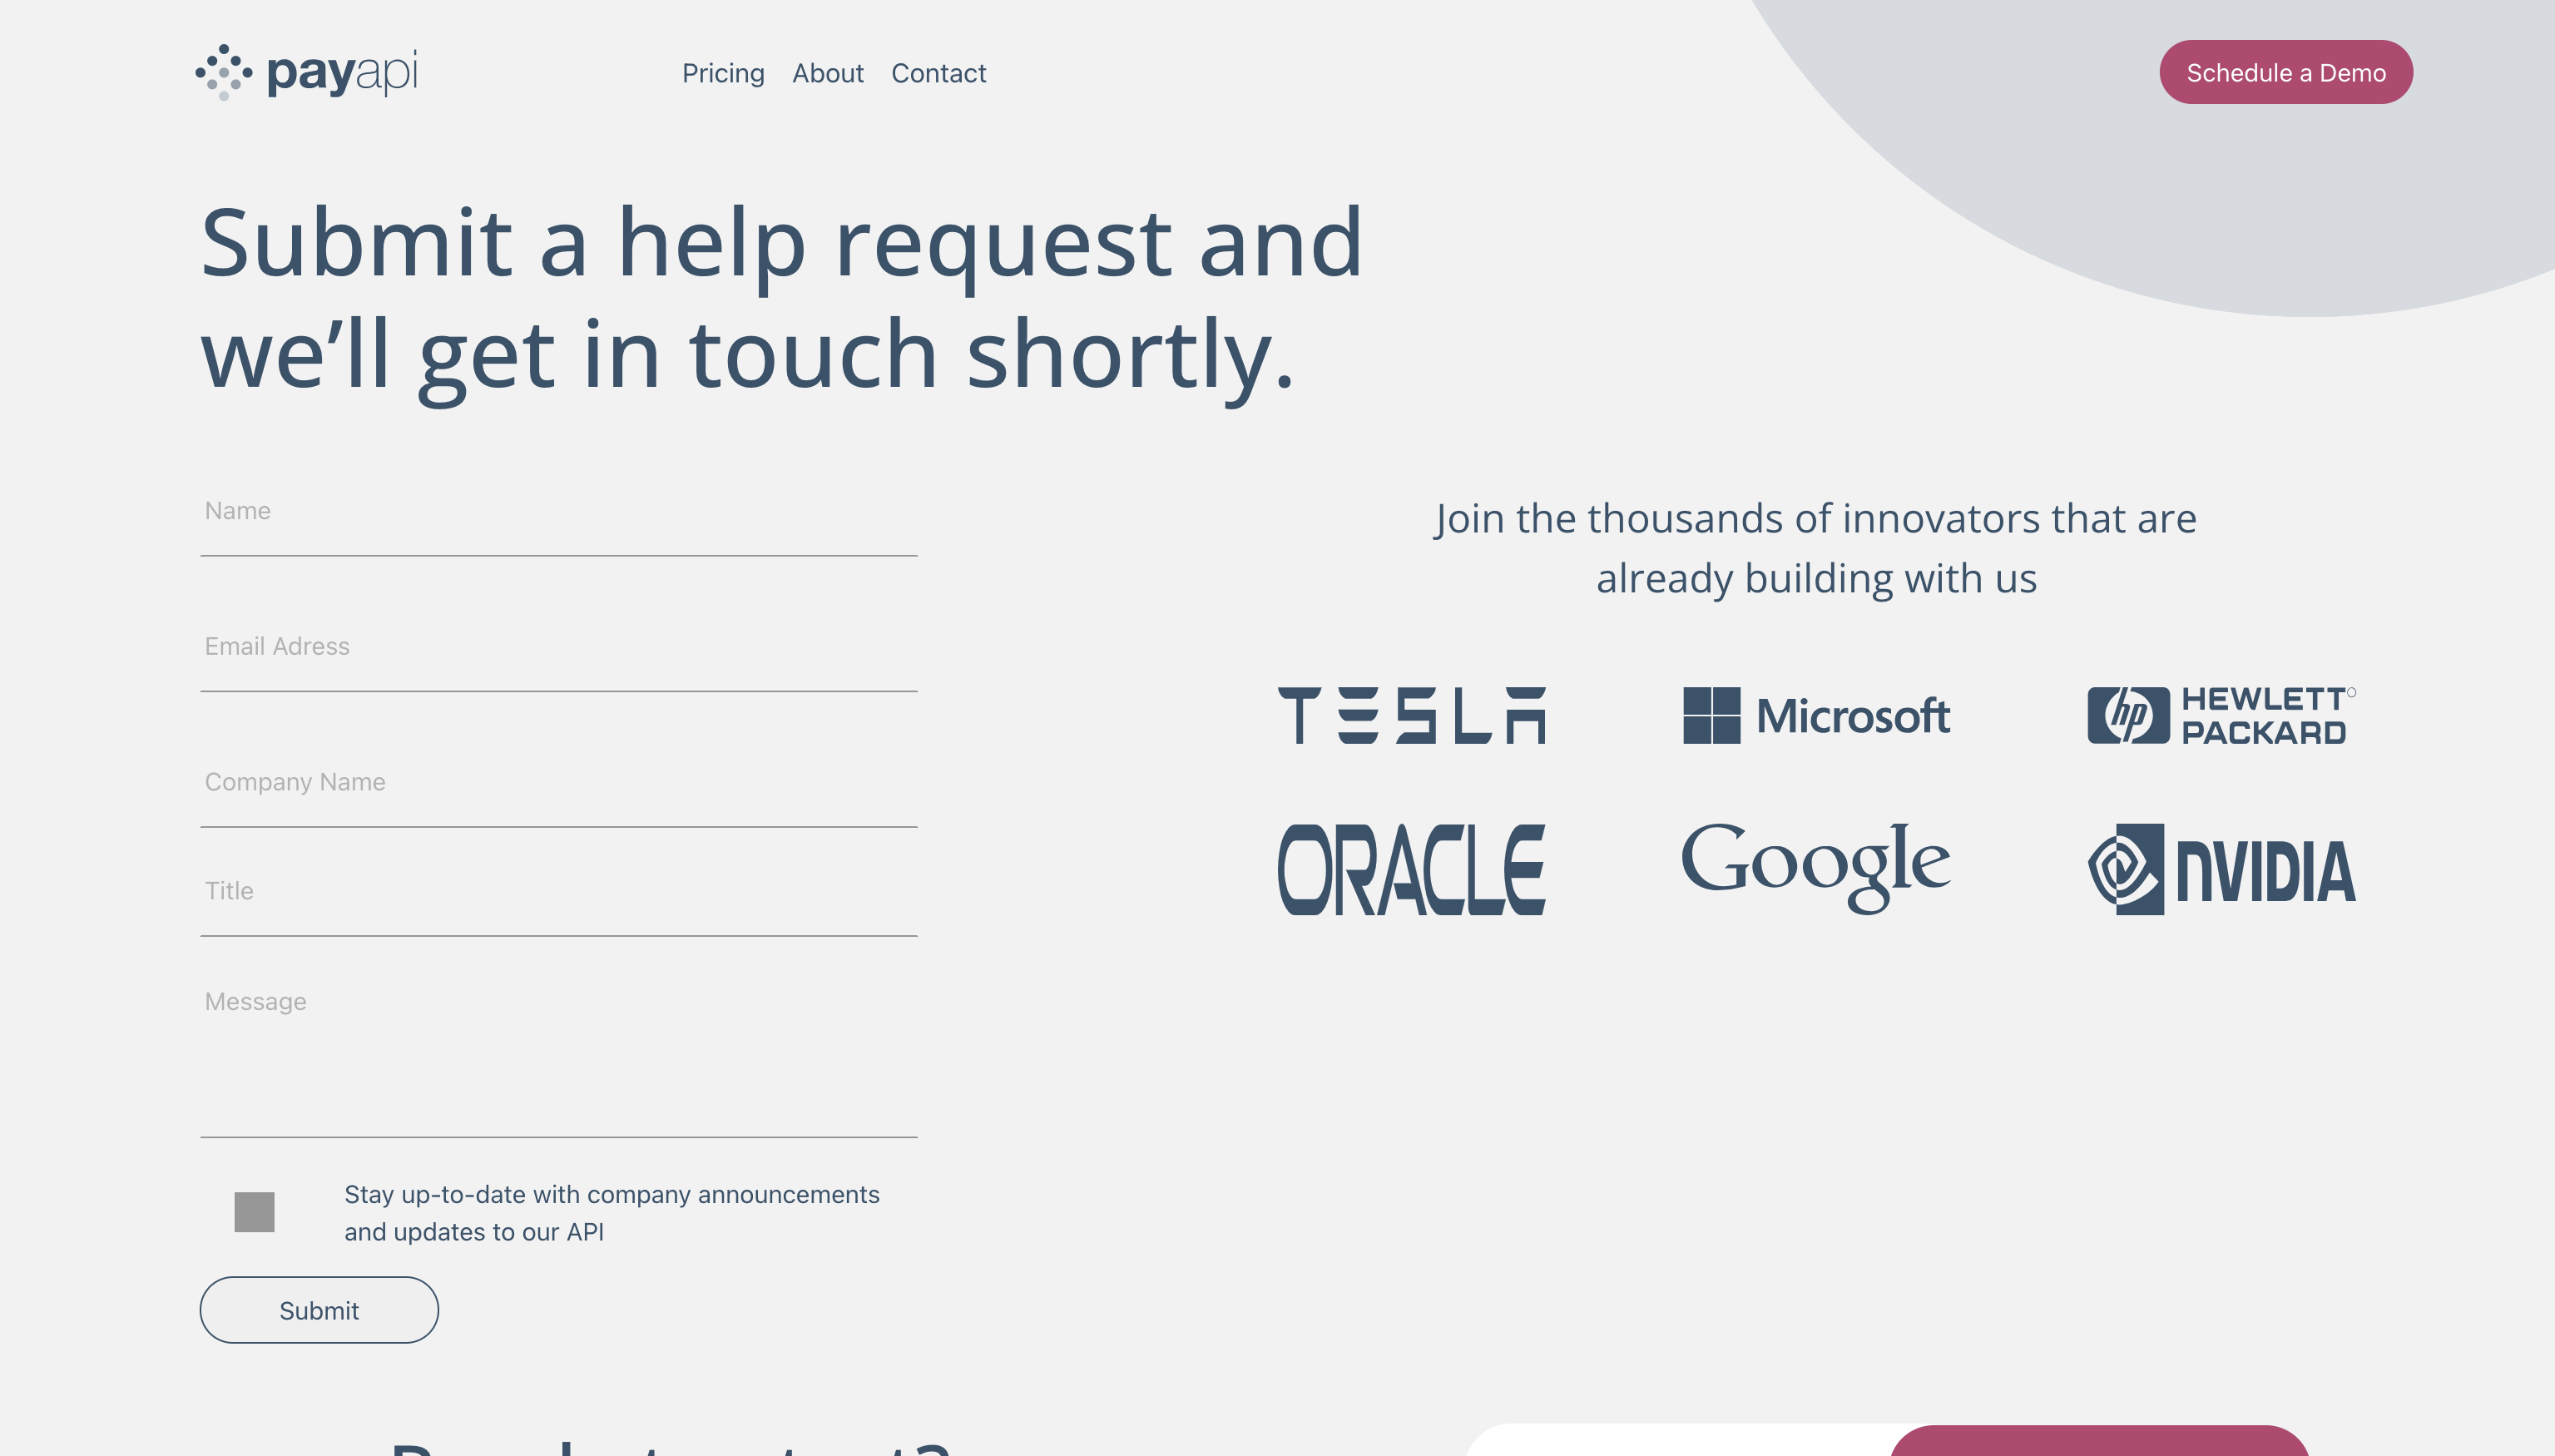 payapi
Pricing About Contact
Schedule a Demo
Submit a help request and
we’ll get in touch shortly.
Name
Email Adress
Company Name
Title
Message
Stay up-to-date with company announcements
and updates to our API
Submit
Join the thousands of innovators that are
already building with us
TESLA Microsoft hp HEWLETT
PACKARD
ORACLE Google NVIDIA